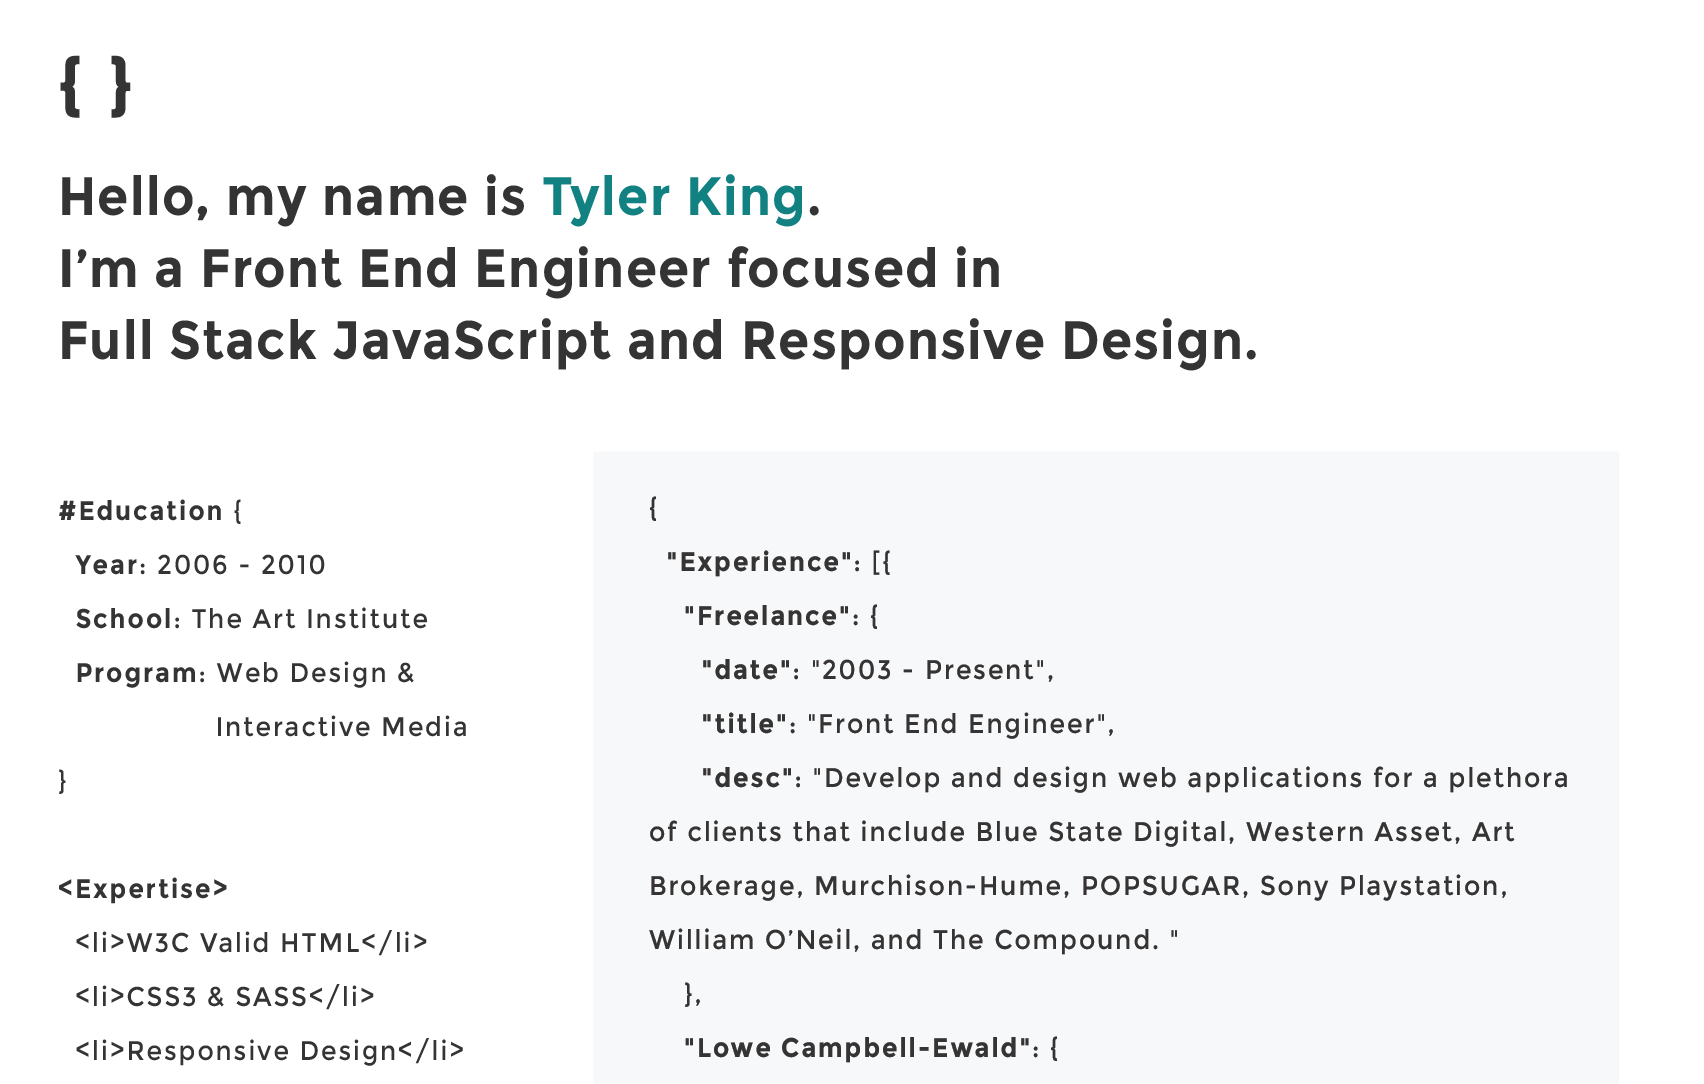 { }
Hello, my name is Tyler King.
I’m a Front End Engineer focused in
Full Stack JavaScript and Responsive Design.
#Education {
Year: 2006 - 2010
School: The Art Institute
Program: Web Design &
Interactive Media
}
<Expertise>
<li>W3C Valid HTML</li>
<li>CSS3 & SASS</li>
<li>Responsive Design</li>
{
"Experience": [{
"Freelance": {
"date": "2003 - Present",
"title": "Front End Engineer",
"desc": "Develop and design web applications for a plethora
of clients that include Blue State Digital, Western Asset, Art
Brokerage, Murchison-Hume, POPSUGAR, Sony Playstation,
William O’Neil, and The Compound. "
},
"Lowe Campbell-Ewald": {